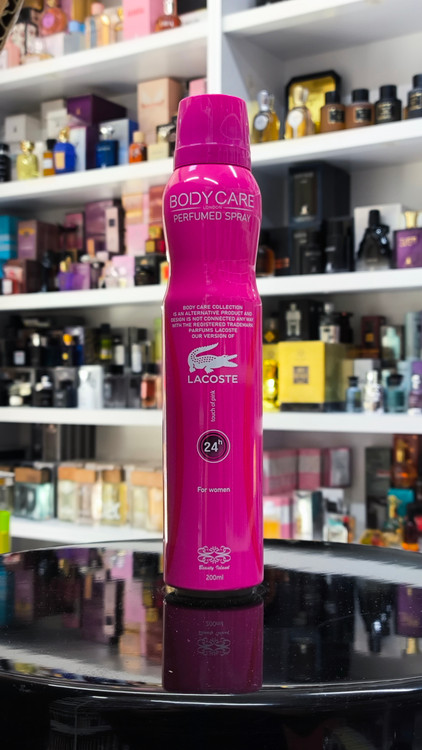 BODYCARE
LONDON
PERFUMED SPRAY
BODY CARE COLLECTION
IS AN ALTERNATIVE PRODUCT AND
DESIGN IS NOT CONNECTED ANY WAY
WITH THE REGISTERED TRADEMARK
PARFUMS LACOSTE
OUR VERSION OF
LACOSTE
touch of pink
24h
For women
Beauty Island
200ml